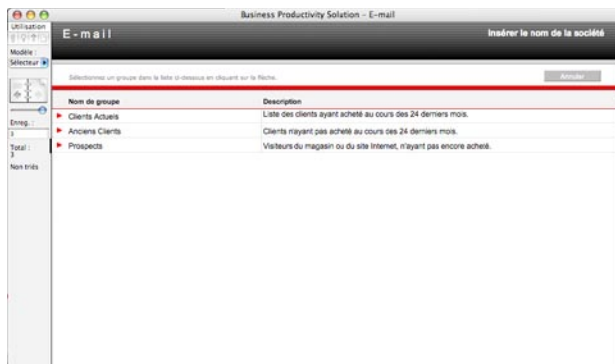 Business Productivity Solution - E-mail
Utilisation
E-mail
Insérer le nom de la société
Modèle :
Sélecteur
Sélectionnez un groupe dans la liste ci-dessous en cliquant sur la flèche.
Annuler
Nom de groupe Description
Clients Actuels Liste des clients ayant acheté au cours des 24 derniers mois.
Anciens Clients Clients n'ayant pas acheté au cours des 24 derniers mois.
Prospects Visiteurs du magasin ou du site Internet, n'ayant pas encore acheté.
Enreg. :
3
Total :
3
Non triés